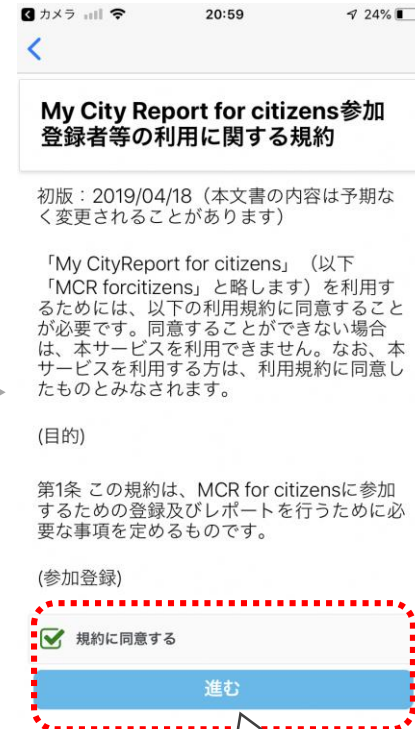 カメラ 20:59 24%
My City Report for citizens参加
登録者等の利用に関する規約
初版：2019/04/18（本文書の内容は予期な
く変更されることがあります）
「My CityReport for citizens」（以下
「MCR forcitizens」と略します）を利用す
るためには、以下の利用規約に同意すること
が必要です。同意することができない場合
は、本サービスを利用できません。なお、本
サービスを利用する方は、利用規約に同意し
たものとみなされます。
(目的)
第1条 この規約は、MCR for citizensに参加
するための登録及びレポートを行うために必
要な事項を定めるものです。
(参加登録)
規約に同意する
進む